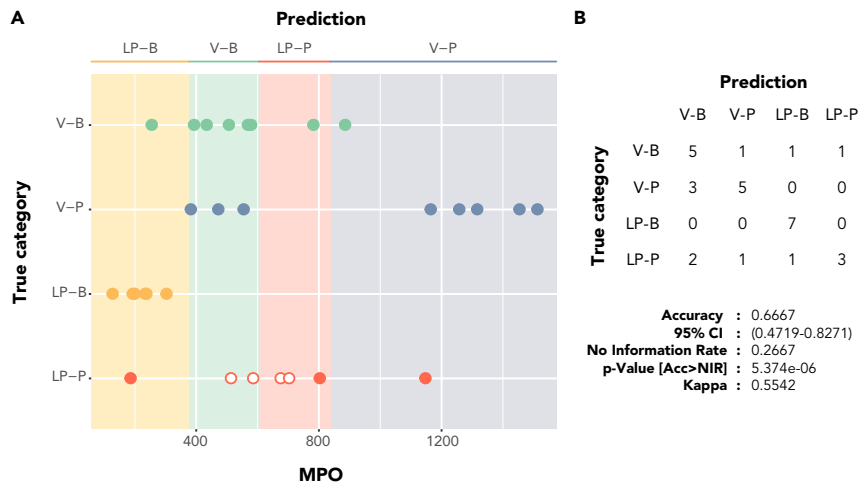 A
Prediction
LP–B
V–B
LP–P
V–P
True category
V–B
V–P
LP–B
LP–P
400
800
1200
MPO
B
Prediction
V-B V-P LP-B LP-P
True category
V-B 5 1 1 1
V-P 3 5 0 0
LP-B 0 0 7 0
LP-P 2 1 1 3
Accuracy : 0.6667
95% CI : (0.4719-0.8271)
No Information Rate : 0.2667
p-Value [Acc>NIR] : 5.374e-06
Kappa : 0.5542